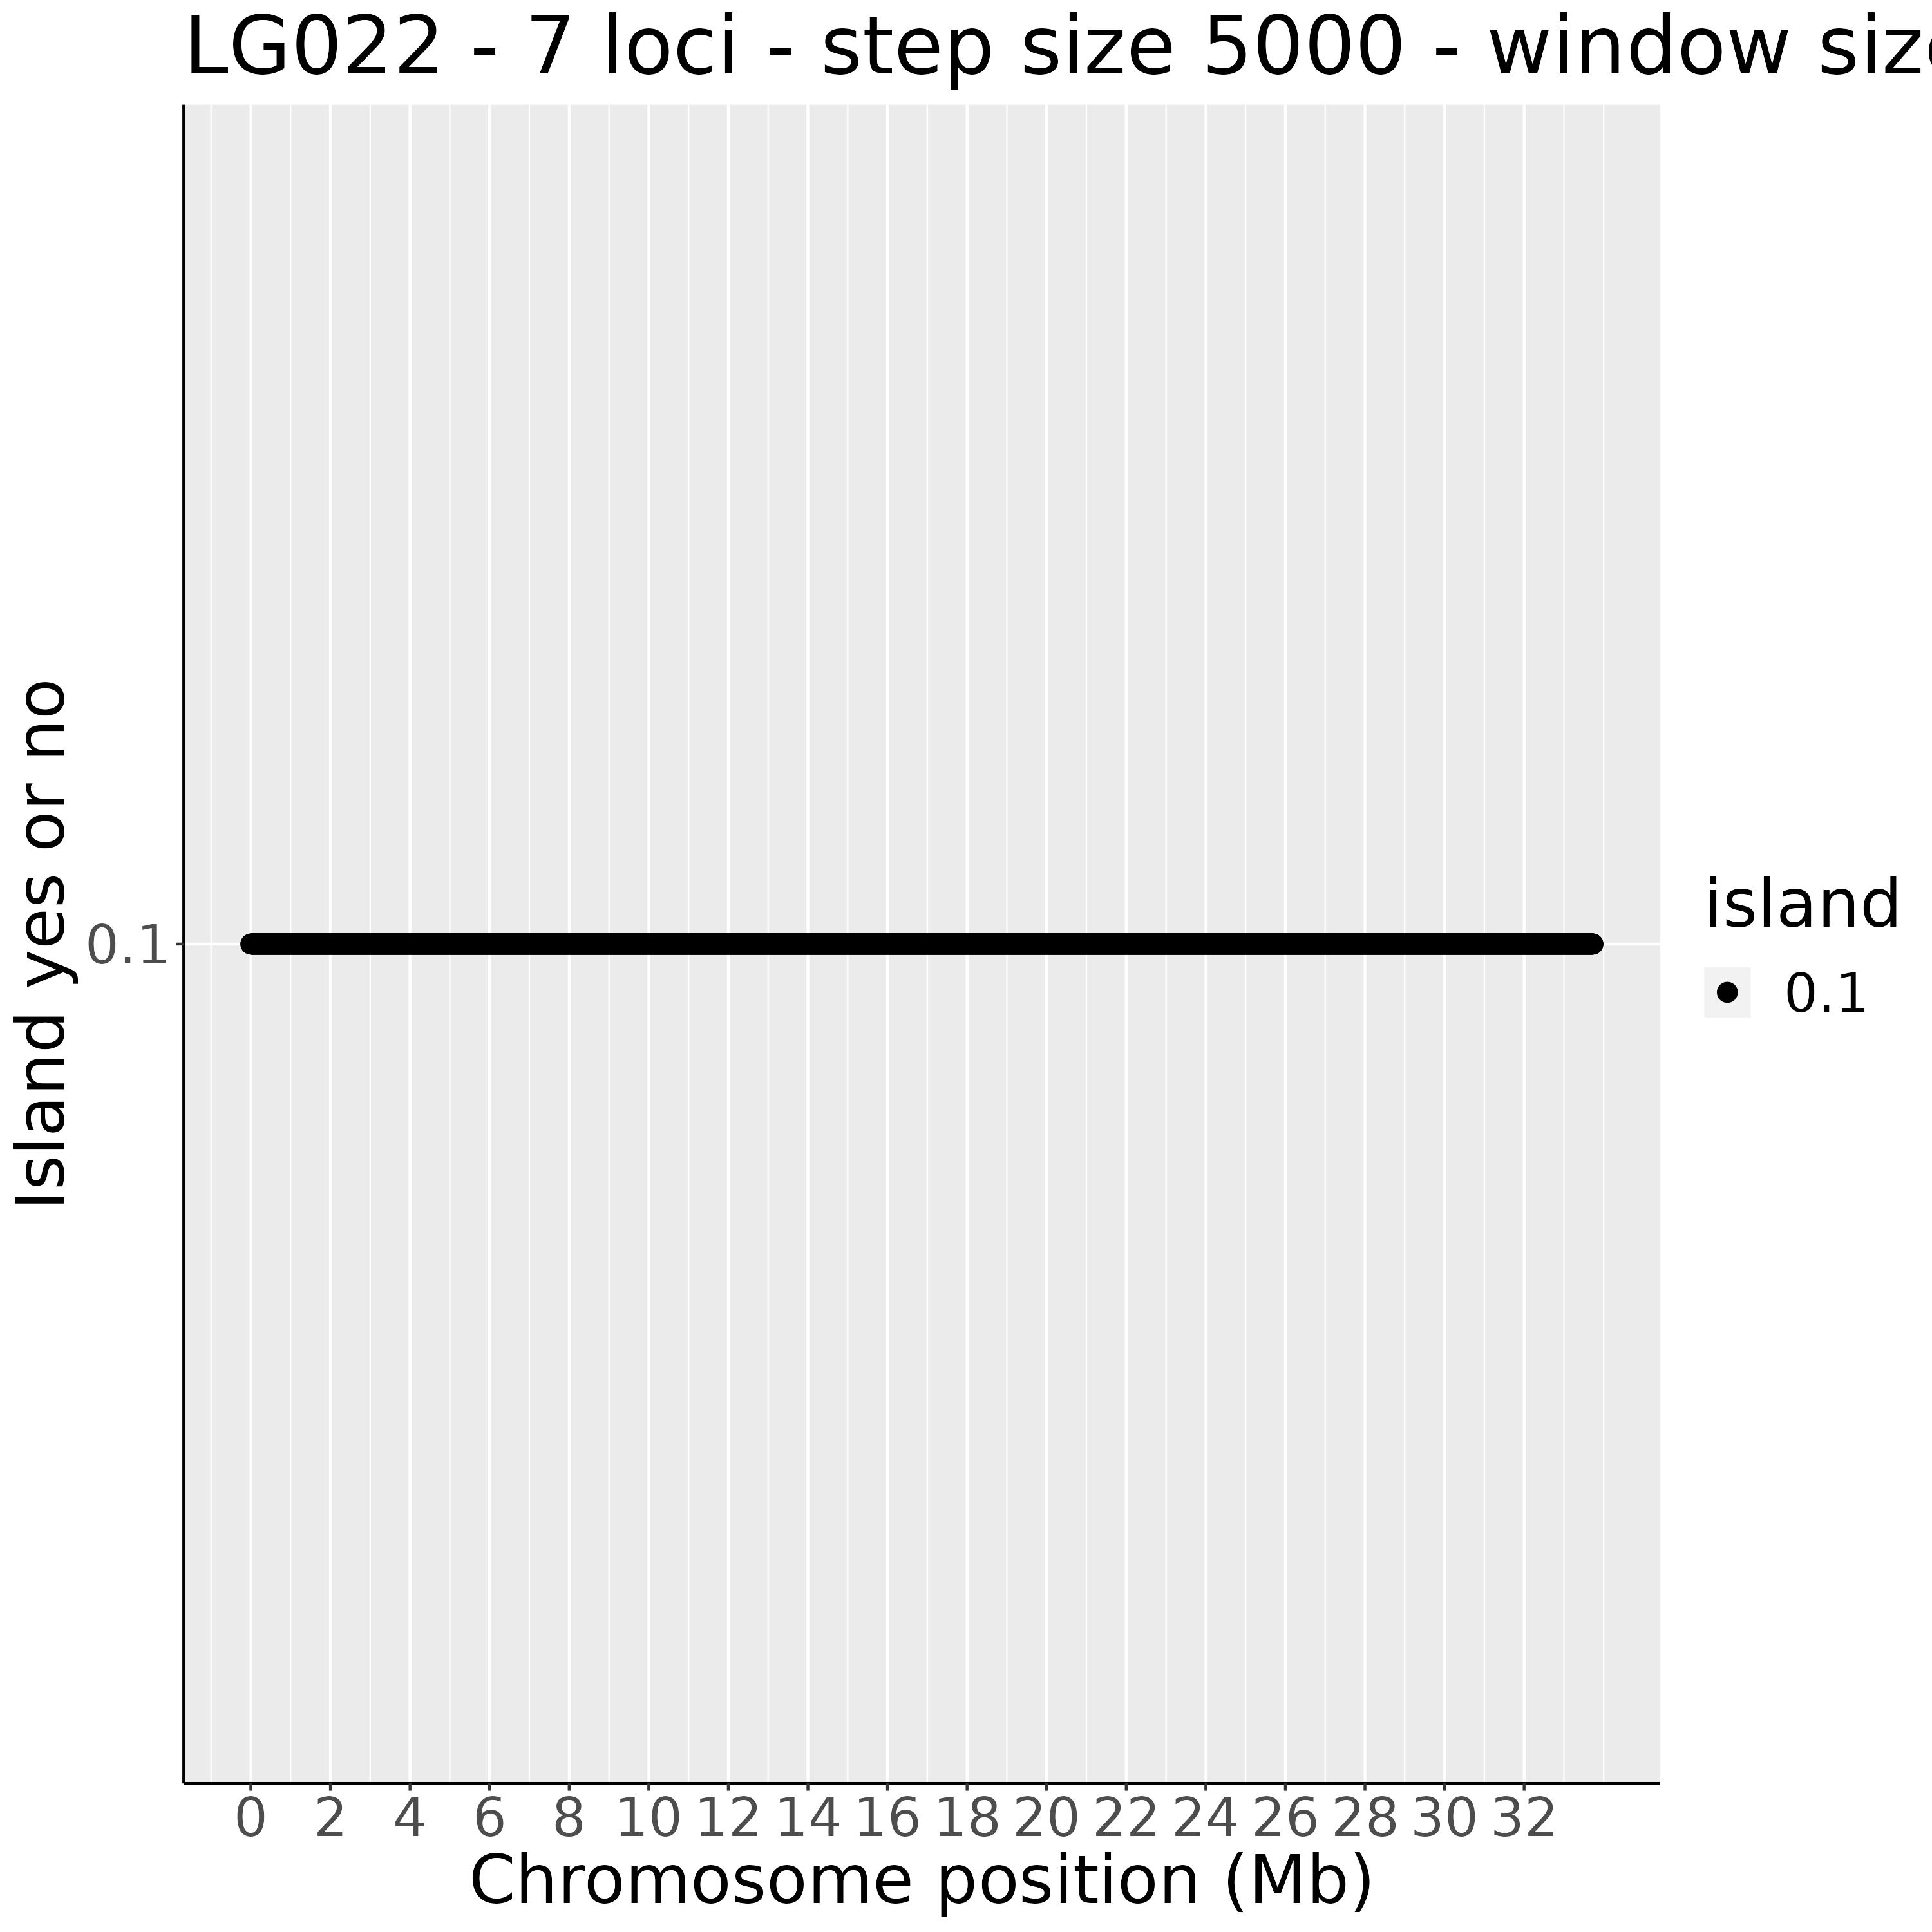 LG022 - 7 loci - step size 5000 - window size
Island yes or no
0.1
island
0.1
0 2 4 6 8 10 12 14 16 18 20 22 24 26 28 30 32
Chromosome position (Mb)